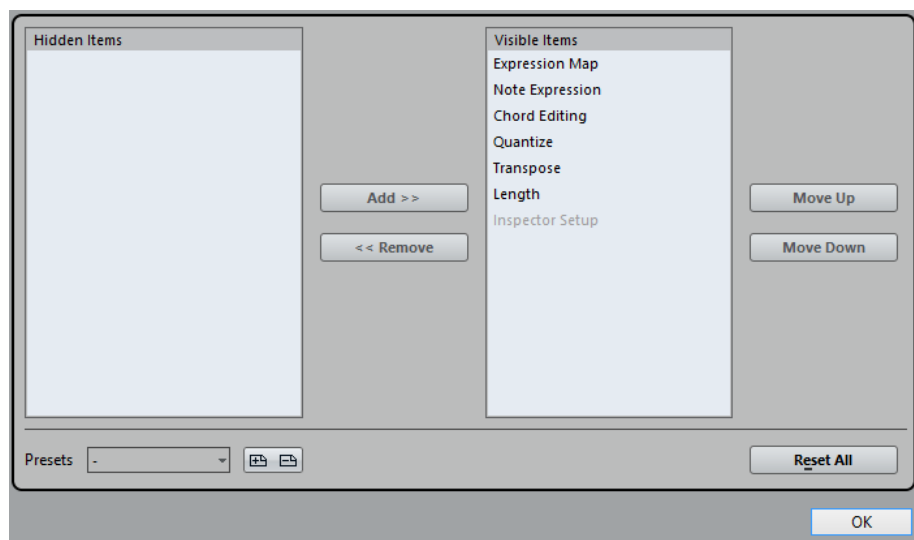 Hidden Items
Visible Items
Expression Map
Note Expression
Chord Editing
Quantize
Transpose
Length
Inspector Setup
Add >>
<< Remove
Move Up
Move Down
Presets
-
Reset All
OK